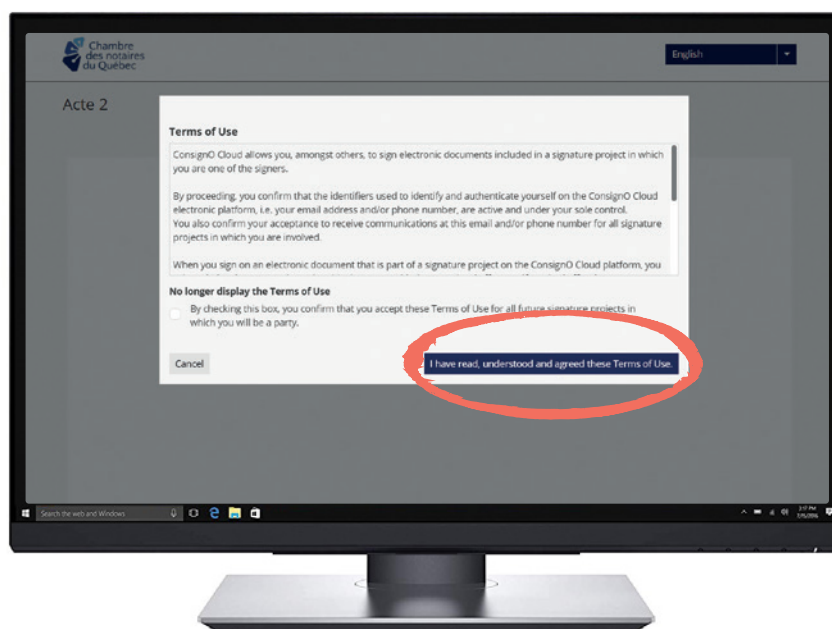 Chambre
des notaires
du Québec
English
Acte 2
Terms of Use
ConsignO Cloud allows you, amongst others, to sign electronic documents included in a signature project in which
you are one of the signers.
By proceeding, you confirm that the identifiers used to identify and authenticate yourself on the ConsignO Cloud
electronic platform, i.e. your email address and/or phone number, are active and under your sole control.
You also confirm your acceptance to receive communications at this email and/or phone number for all signature
projects in which you are involved.
When you sign on an electronic document that is part of a signature project on the ConsignO Cloud platform, you
No longer display the Terms of Use
By checking this box, you confirm that you accept these Terms of Use for all future signature projects in
which you will be a party.
Cancel
I have read, understood and agreed these Terms of Use.
Search the web and Windows